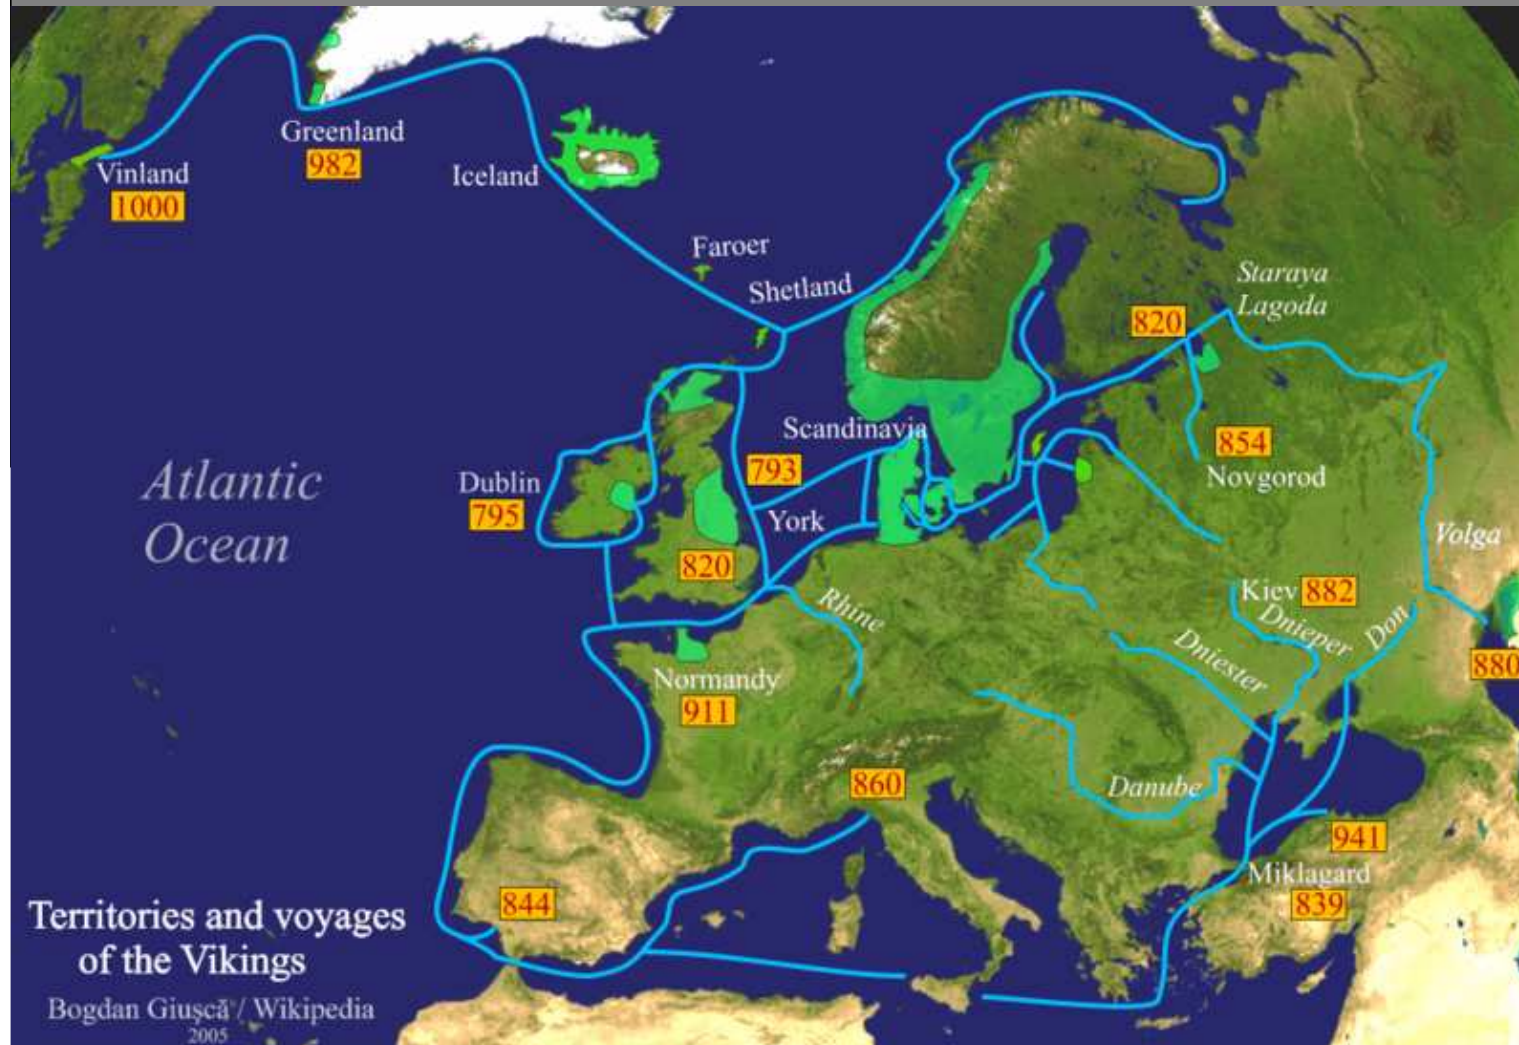 Greenland
982
Vinland
1000
Iceland
Faroer
Shetland
Staraya
Lagoda
820
Scandinavia
793
854
Novgorod
Dublin
795
York
820
Atlantic
Ocean
Volga
Kiev 882
Rhine
Dnieper
Don
Dniester
880
Normandy
911
860
Danube
941
Miklagard
839
844
Territories and voyages
of the Vikings
Bogdan Giuşcă / Wikipedia
2005